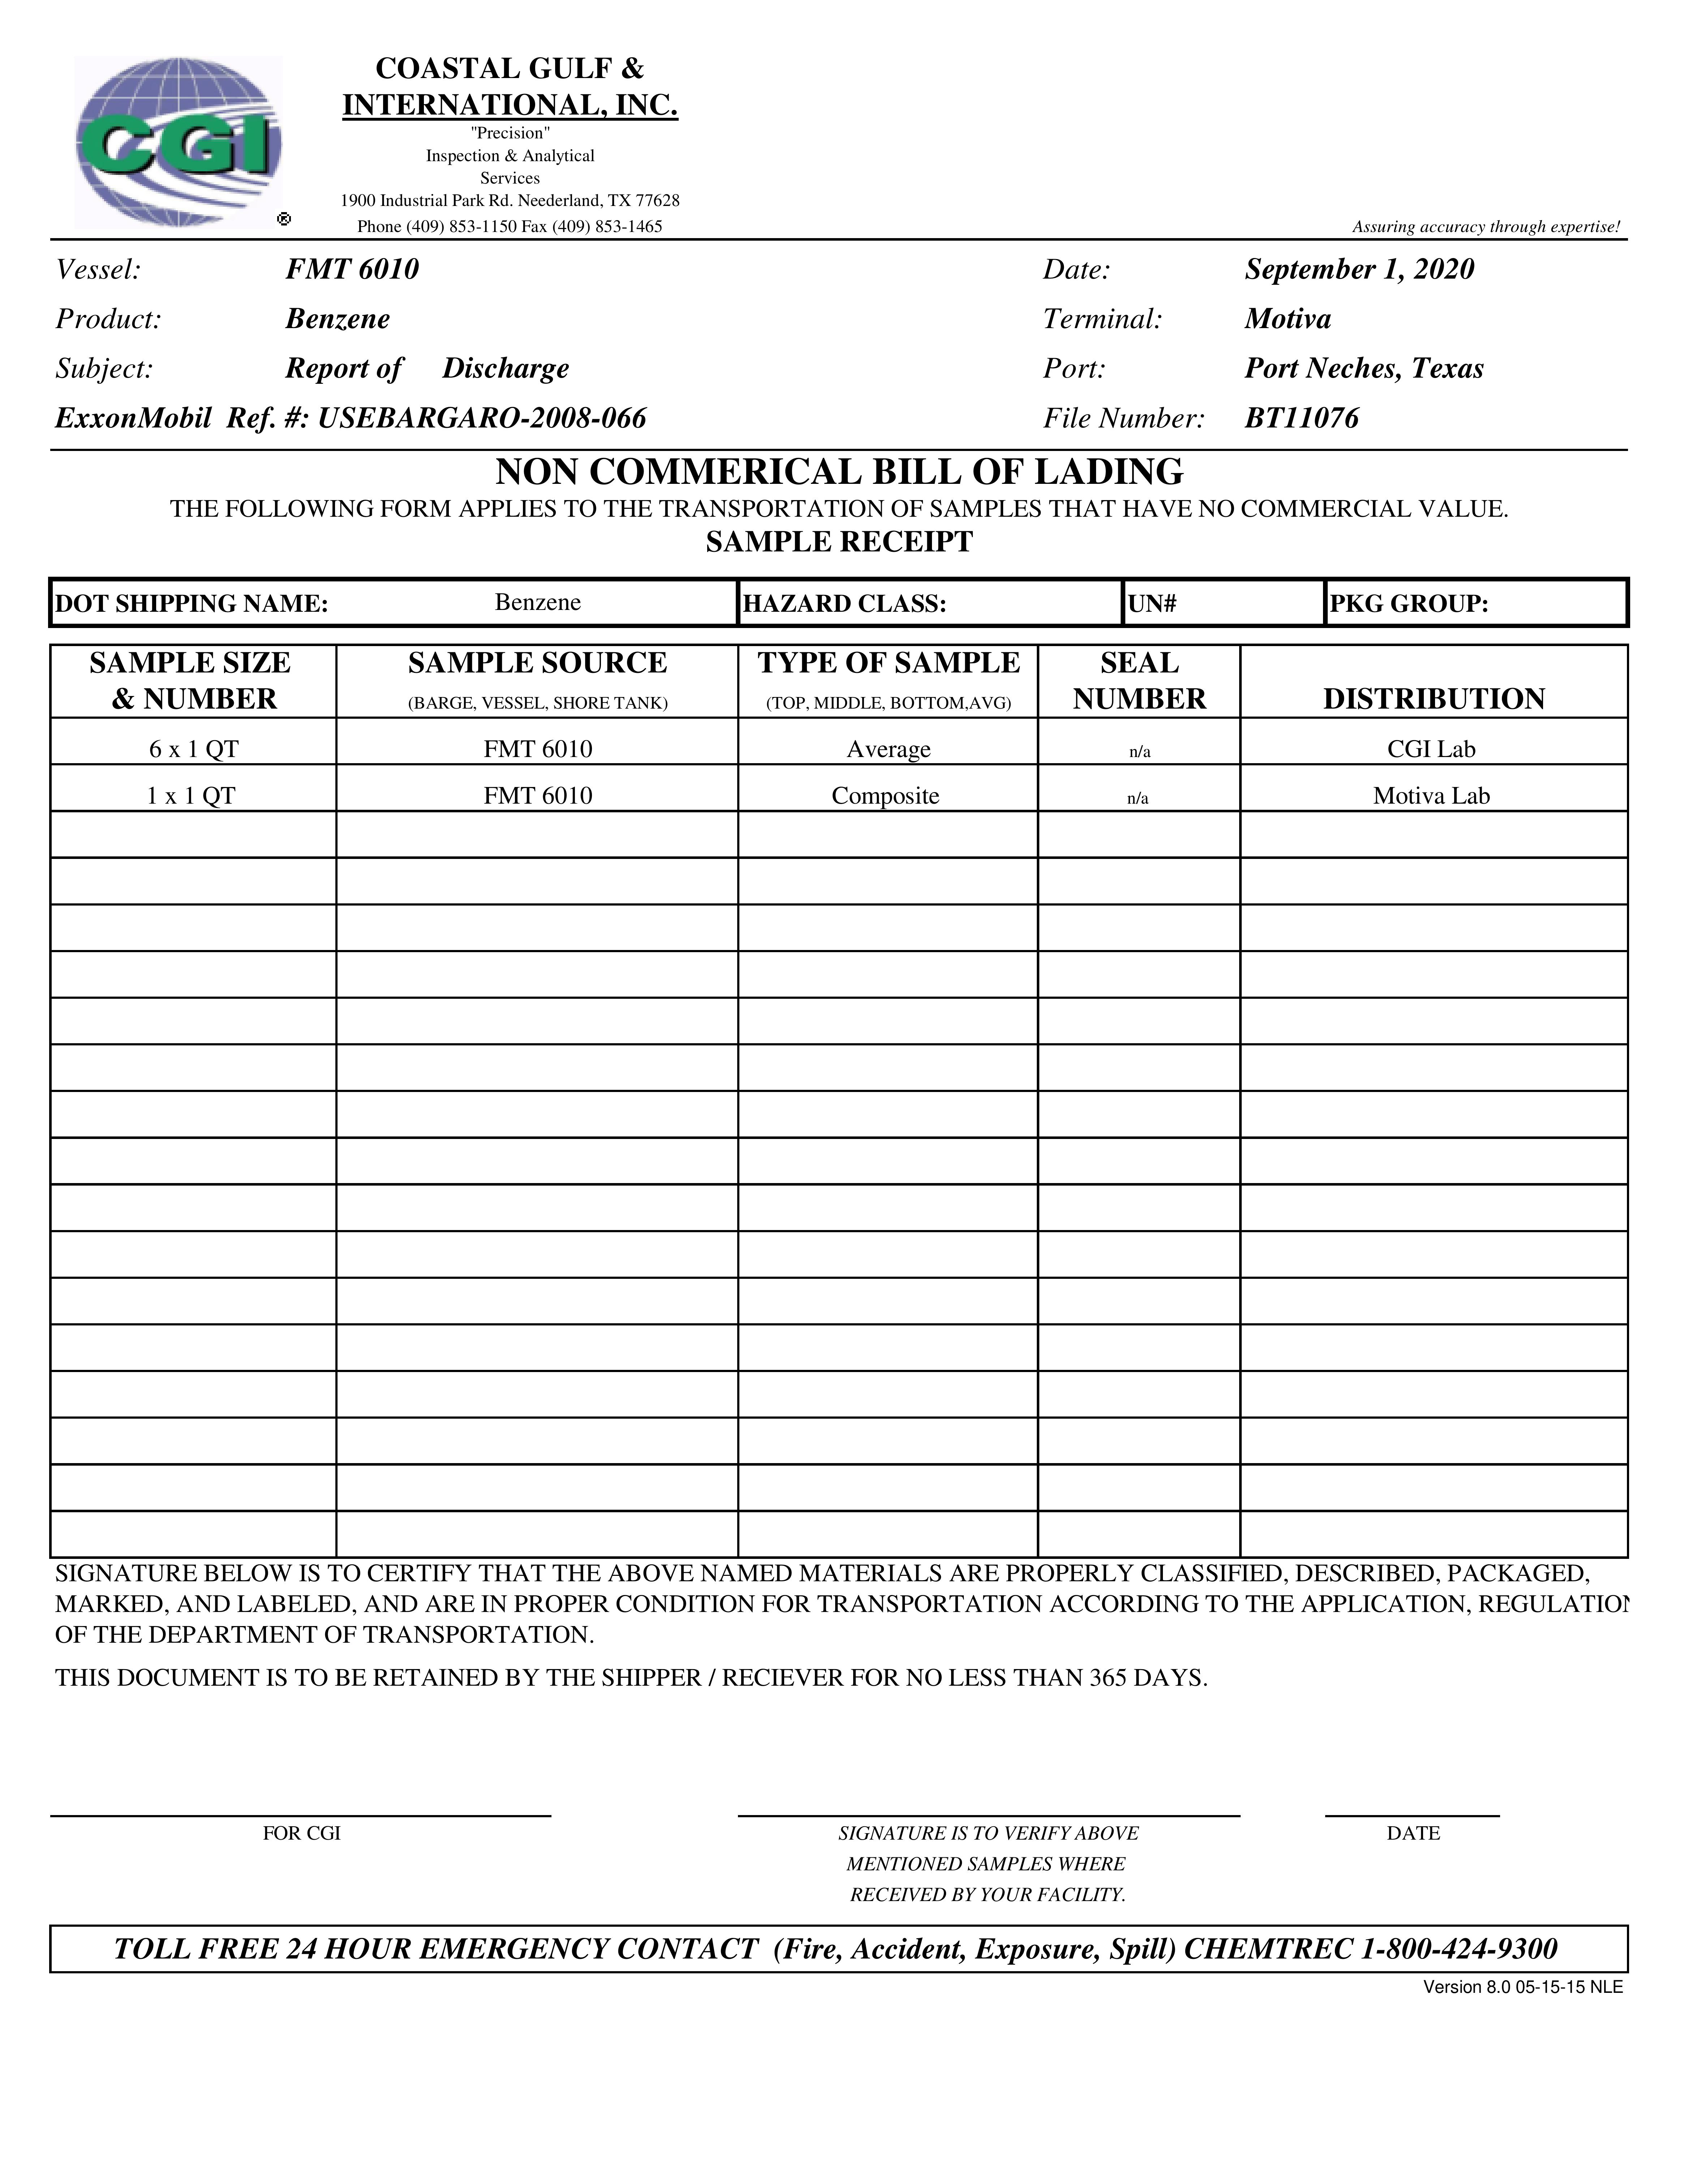 CGI
®
COASTAL GULF &
INTERNATIONAL, INC.
"Precision"
Inspection & Analytical
Services
1900 Industrial Park Rd. Neederland, TX 77628
Phone (409) 853-1150 Fax (409) 853-1465
Assuring accuracy through expertise!
Vessel: FMT 6010 Date: September 1, 2020
Product: Benzene Terminal: Motiva
Subject: Report of Discharge Port: Port Neches, Texas
ExxonMobil Ref. #: USEBARGARO-2008-066 File Number: BT11076
NON COMMERICAL BILL OF LADING
THE FOLLOWING FORM APPLIES TO THE TRANSPORTATION OF SAMPLES THAT HAVE NO COMMERCIAL VALUE.
SAMPLE RECEIPT
DOT SHIPPING NAME: Benzene HAZARD CLASS: UN# PKG GROUP:
SAMPLE SIZE SAMPLE SOURCE TYPE OF SAMPLE SEAL
& NUMBER (BARGE, VESSEL, SHORE TANK) (TOP, MIDDLE, BOTTOM,AVG) NUMBER DISTRIBUTION
6 x 1 QT FMT 6010 Average n/a CGI Lab
1 x 1 QT FMT 6010 Composite n/a Motiva Lab
SIGNATURE BELOW IS TO CERTIFY THAT THE ABOVE NAMED MATERIALS ARE PROPERLY CLASSIFIED, DESCRIBED, PACKAGED,
MARKED, AND LABELED, AND ARE IN PROPER CONDITION FOR TRANSPORTATION ACCORDING TO THE APPLICATION, REGULATION
OF THE DEPARTMENT OF TRANSPORTATION.
THIS DOCUMENT IS TO BE RETAINED BY THE SHIPPER / RECIEVER FOR NO LESS THAN 365 DAYS.
FOR CGI SIGNATURE IS TO VERIFY ABOVE DATE
MENTIONED SAMPLES WHERE
RECEIVED BY YOUR FACILITY.
TOLL FREE 24 HOUR EMERGENCY CONTACT (Fire, Accident, Exposure, Spill) CHEMTREC 1-800-424-9300
Version 8.0 05-15-15 NLE